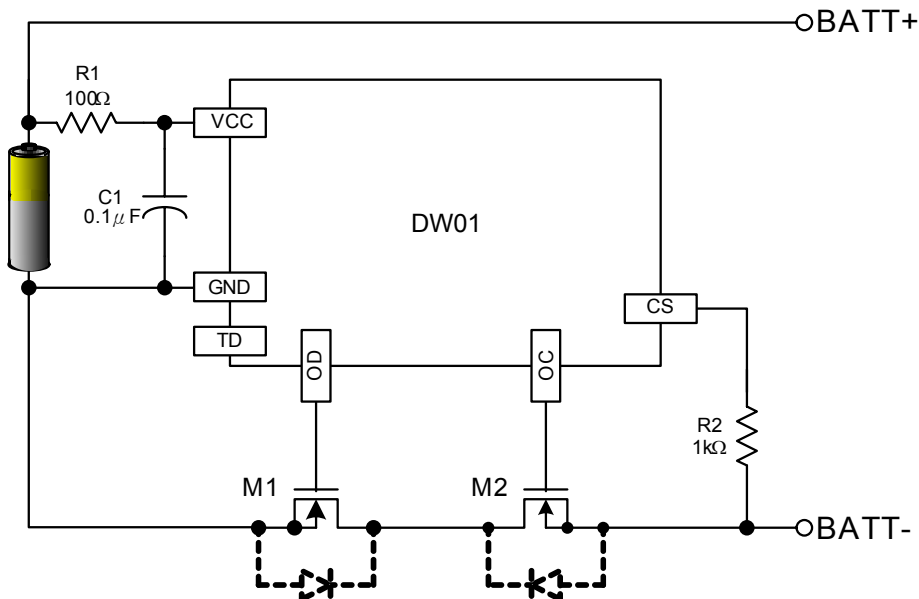 BATT+
R1
100Ω
VCC
C1
0.1μF
DW01
GND
CS
TD
OD
OC
R2
1kΩ
M1
M2
BATT-